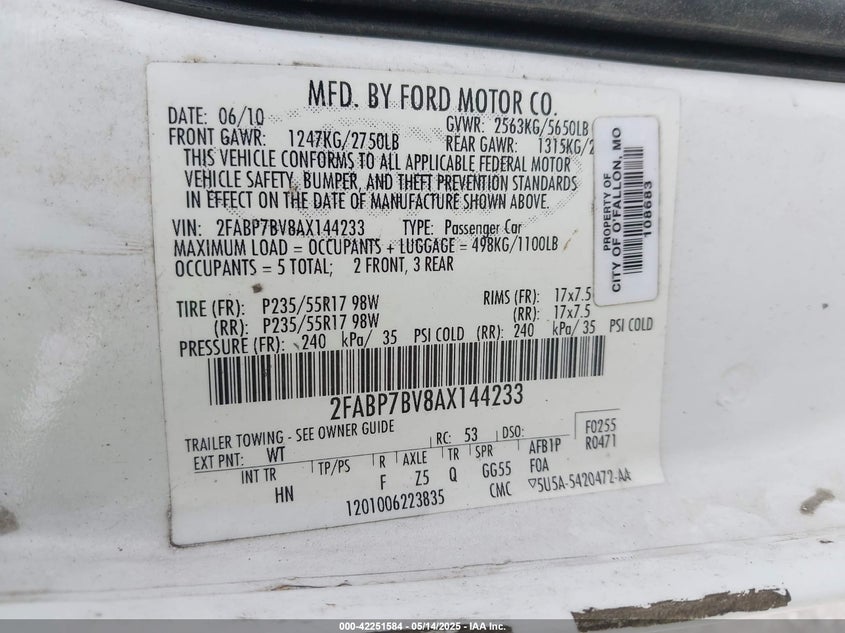 MFD. BY FORD MOTOR CO.
DATE: 06/10
GVWR: 2563KG/5650LB
FRONT GAWR: 1247KG/2750LB
REAR GAWR: 1315KG/2
THIS VEHICLE CONFORMS TO ALL APPLICABLE FEDERAL MOTOR
VEHICLE SAFETY, BUMPER, AND THEFT PREVENTION STANDARDS
IN EFFECT ON THE DATE OF MANUFACTURE SHOWN ABOVE.
VIN: 2FABP7BV8AX144233 TYPE: Passenger Car
MAXIMUM LOAD = OCCUPANTS + LUGGAGE = 498KG/1100LB
OCCUPANTS = 5 TOTAL; 2 FRONT, 3 REAR
PROPERTY OF
CITY OF O'FALLON, MO
108683
TIRE (FR): P235/55R17 98W RIMS (FR): 17x7.5
(RR): P235/55R17 98W (RR): 17x7.5
PRESSURE (FR): 240 kPa/ 35 PSI COLD (RR): 240 kPa/ 35 PSI COLD
2FABP7BV8AX144233
TRAILER TOWING - SEE OWNER GUIDE
EXT PNT: WT RC: 53 DSO: F0255
INT TR TP/PS R AXLE TR SPR AFB1P R0471
HN F Z5 Q GG55 FOA
1201006223835 CMC ▽5U5A-5420472-AA
000-42251584 - 05/14/2025 - IAAI.COM